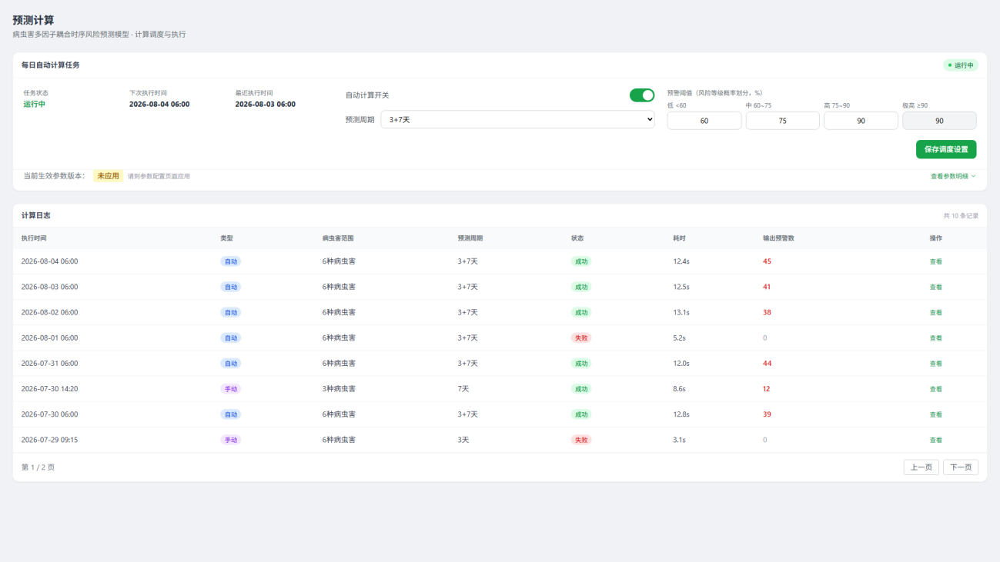 预测计算
病虫害多因子耦合时序风险预测模型 · 计算调度与执行
每日自动计算任务
运行中
任务状态
运行中
下次执行时间
2026-08-04 06:00
最近执行时间
2026-08-03 06:00
自动计算开关
预测周期 3+7天
预警阈值（风险等级概率划分，%）
低 <60 中 60~75 高 75~90 极高 ≥90
60 75 90 90
保存调度设置
当前生效参数版本： 未应用 请到参数配置页面应用 查看参数明细
计算日志 共 10 条记录
执行时间 类型 病虫害范围 预测周期 状态 耗时 输出预警数 操作
2026-08-04 06:00 自动 6种病虫害 3+7天 成功 12.4s 45 查看
2026-08-03 06:00 自动 6种病虫害 3+7天 成功 12.5s 41 查看
2026-08-02 06:00 自动 6种病虫害 3+7天 成功 13.1s 38 查看
2026-08-01 06:00 自动 6种病虫害 3+7天 失败 5.2s 0 查看
2026-07-31 06:00 自动 6种病虫害 3+7天 成功 12.0s 44 查看
2026-07-30 14:20 手动 3种病虫害 7天 成功 8.6s 12 查看
2026-07-30 06:00 自动 6种病虫害 3+7天 成功 12.8s 39 查看
2026-07-29 09:15 手动 6种病虫害 3天 失败 3.1s 0 查看
第 1 / 2 页 上一页 下一页